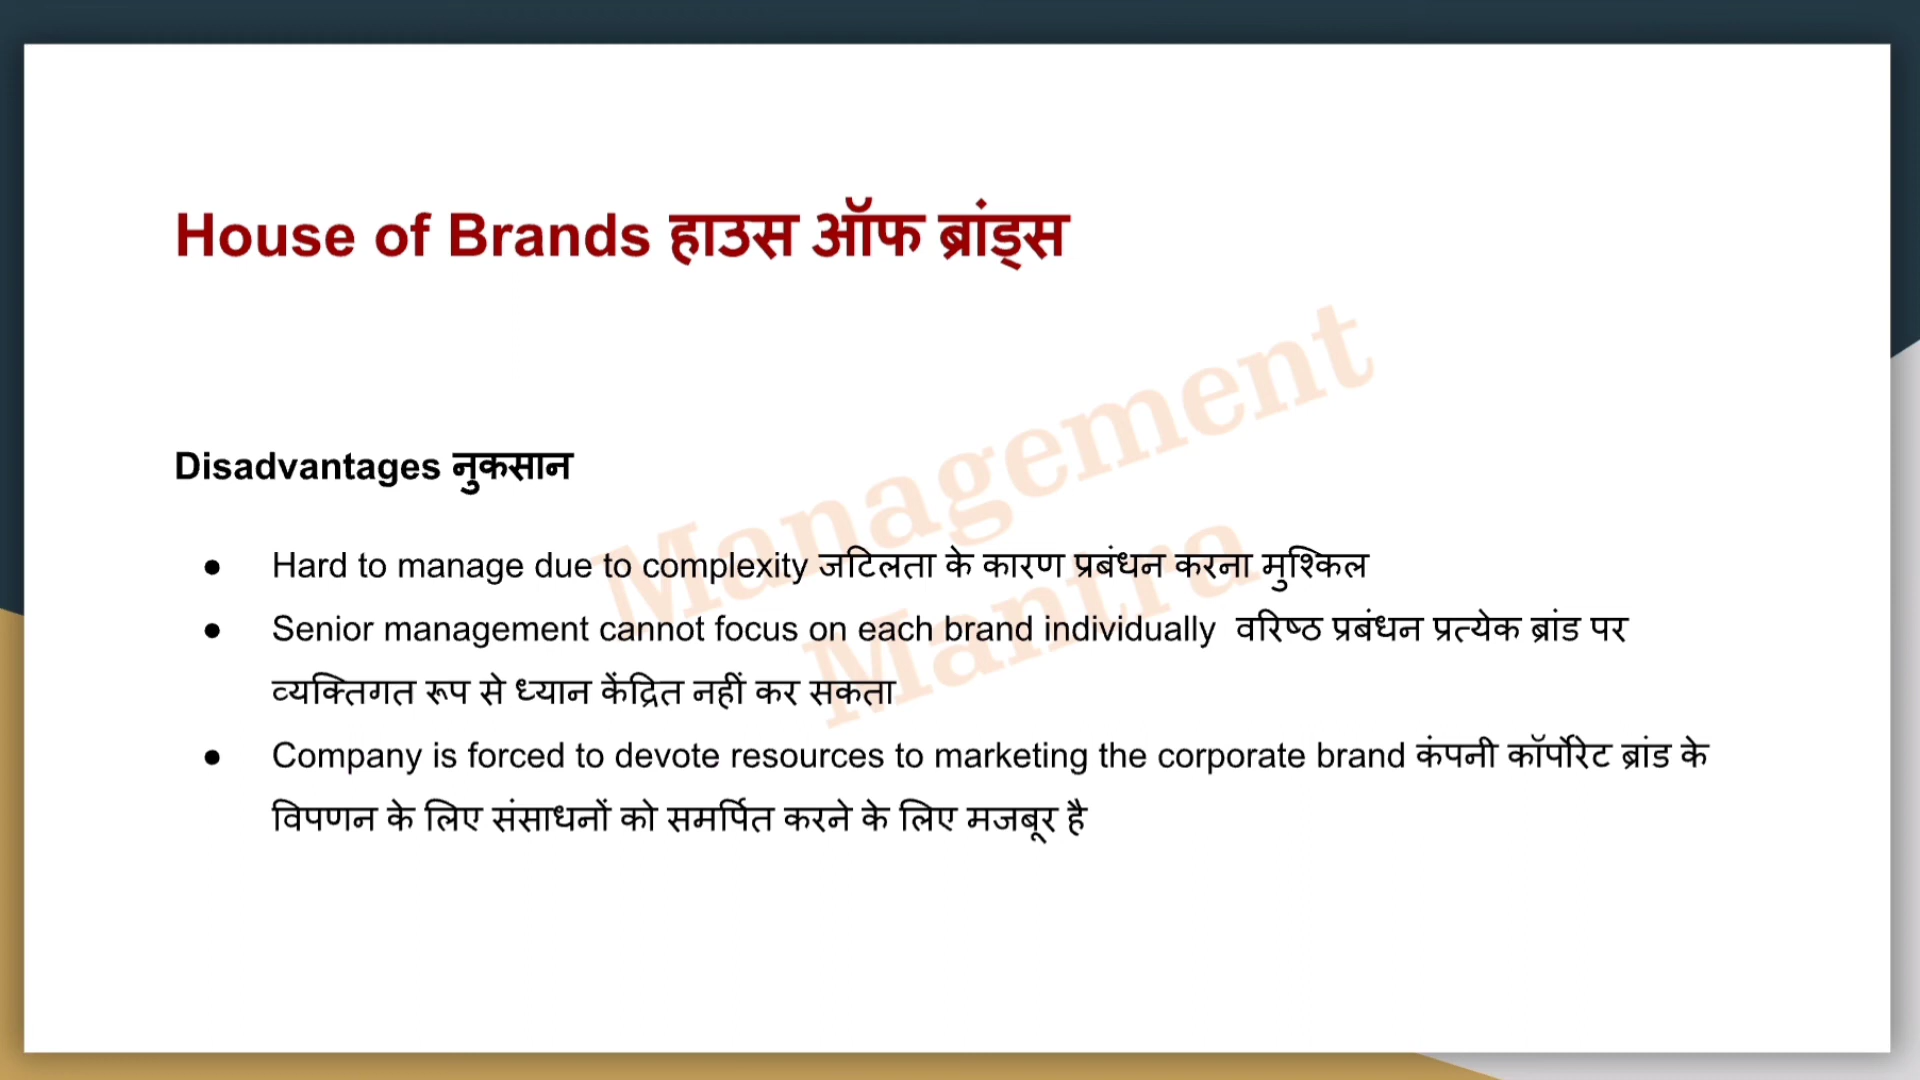 House of Brands हाउस ऑफ ब्रांड्स
Management
Mantra
Disadvantages नुकसान
● Hard to manage due to complexity जटिलता के कारण प्रबंधन करना मुश्किल
● Senior management cannot focus on each brand individually वरिष्ठ प्रबंधन प्रत्येक ब्रांड पर
व्यक्तिगत रूप से ध्यान केंद्रित नहीं कर सकता
● Company is forced to devote resources to marketing the corporate brand कंपनी कॉर्पोरेट ब्रांड के
विपणन के लिए संसाधनों को समर्पित करने के लिए मजबूर है